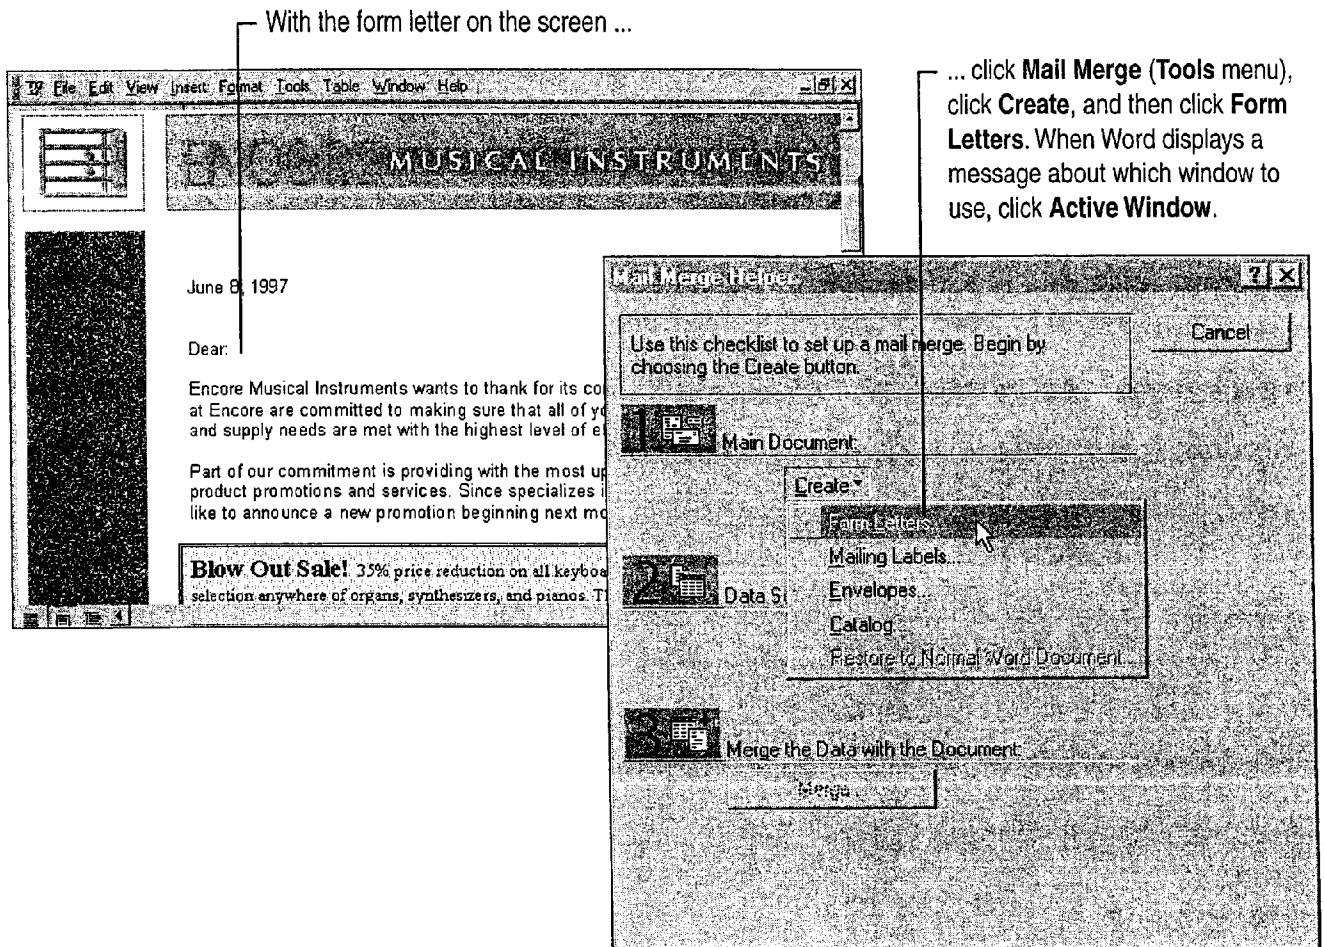 With the form letter on the screen ...
... click Mail Merge (Tools menu),
click Create, and then click Form
Letters. When Word displays a
message about which window to
use, click Active Window.
File Edit View Insert Format Tools Table Window Help
MUSICAL INSTRUMENTS
June 8, 1997
Dear:
Encore Musical Instruments wants to thank for its co
at Encore are committed to making sure that all of yo
and supply needs are met with the highest level of ef
Part of our commitment is providing with the most up
product promotions and services. Since specializes i
like to announce a new promotion beginning next mo
Blow Out Sale! 35% price reduction on all keyboa
selection anywhere of organs, synthesizers, and pianos. Th
Mail Merge Helper
? X
Use this checklist to set up a mail merge. Begin by
choosing the Create button.
Cancel
1 Main Document:
Create
Form Letters...
Mailing Labels...
Envelopes...
Catalog...
Restore to Normal Word Document...
2 Data S
3 Merge the Data with the Document:
Merge...